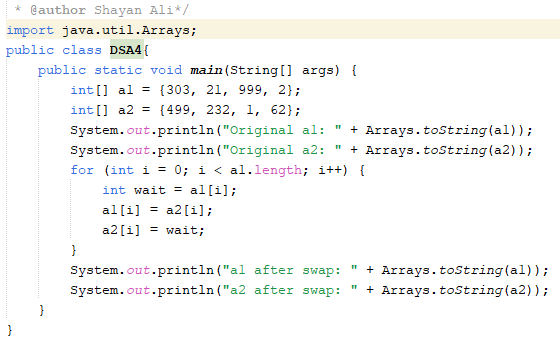 * @author Shayan Ali*/
import java.util.Arrays;
public class DSA4{
public static void main(String[] args) {
int[] a1 = {303, 21, 999, 2};
int[] a2 = {499, 232, 1, 62};
System.out.println("Original a1: " + Arrays.toString(a1));
System.out.println("Original a2: " + Arrays.toString(a2));
for (int i = 0; i < a1.length; i++) {
int wait = a1[i];
a1[i] = a2[i];
a2[i] = wait;
}
System.out.println("a1 after swap: " + Arrays.toString(a1));
System.out.println("a2 after swap: " + Arrays.toString(a2));
}
}